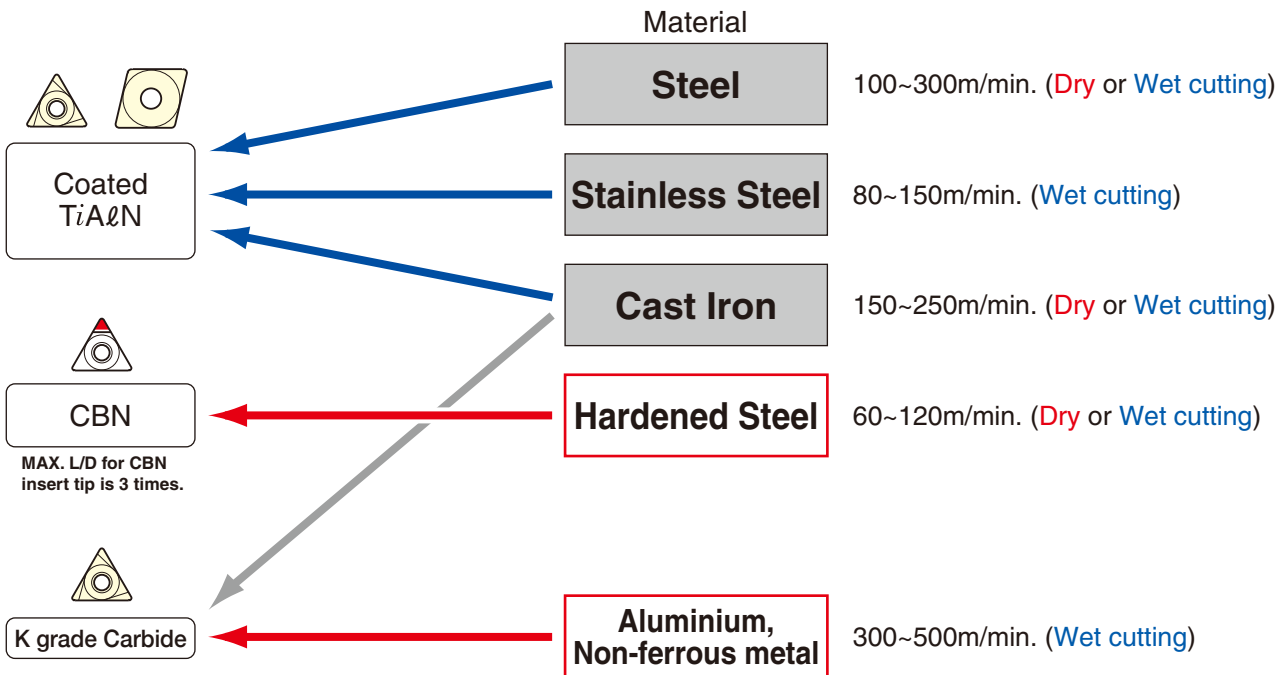 Material
Steel
100~300m/min. (Dry or Wet cutting)
Coated
TiAℓN
Stainless Steel
80~150m/min. (Wet cutting)
Cast Iron
150~250m/min. (Dry or Wet cutting)
CBN
Hardened Steel
60~120m/min. (Dry or Wet cutting)
MAX. L/D for CBN
insert tip is 3 times.
K grade Carbide
Aluminium,
Non-ferrous metal
300~500m/min. (Wet cutting)